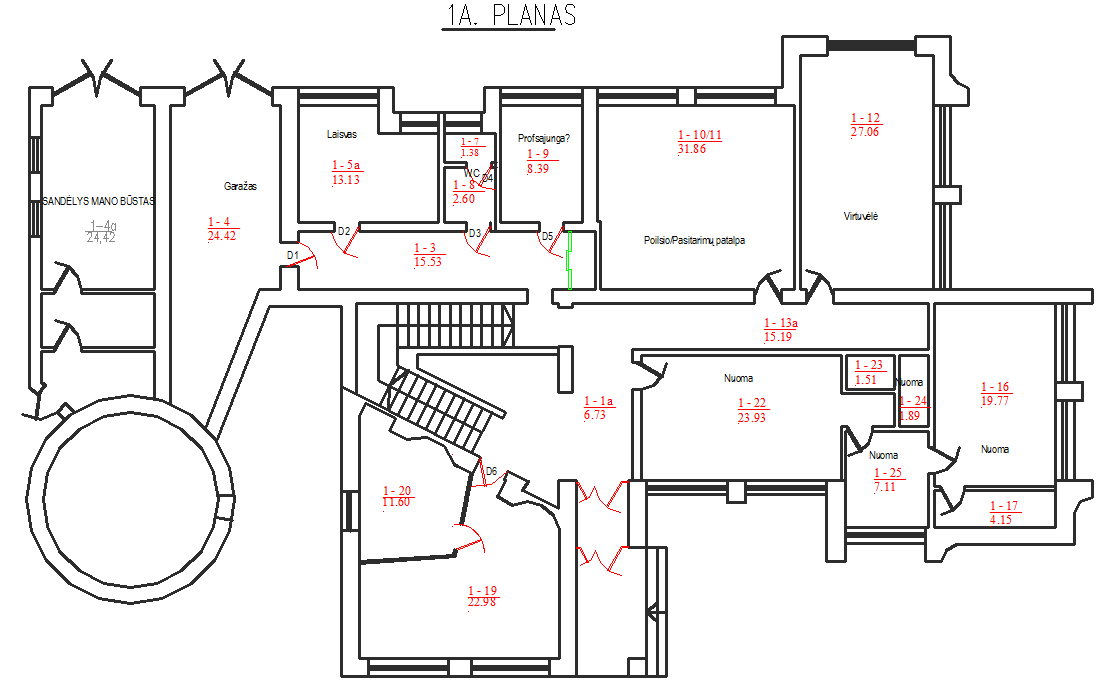 1A. PLANAS
1 - 12
27.06
Laisvas
Profsąjunga?
1 - 10/11
31.86
1 - 7
1.38
1 - 9
8.39
1 - 5a
13.13
WC
D4
Garažas
1 - 8
2.60
SANDĖLYS MANO BŪSTAS
1-4a
24,42
1 - 4
24.42
Virtuvėlė
D2
D3
D5
Poilsio/Pasitarimų patalpa
D1
1 - 3
15.53
1 - 13a
15.19
1 - 23
1.51
Nuoma
Nuoma
1 - 16
19.77
1 - 1a
6.73
1 - 22
23.93
1 - 24
1.89
Nuoma
Nuoma
D6
1 - 25
7.11
1 - 20
11.60
1 - 17
4.15
1 - 19
22.98